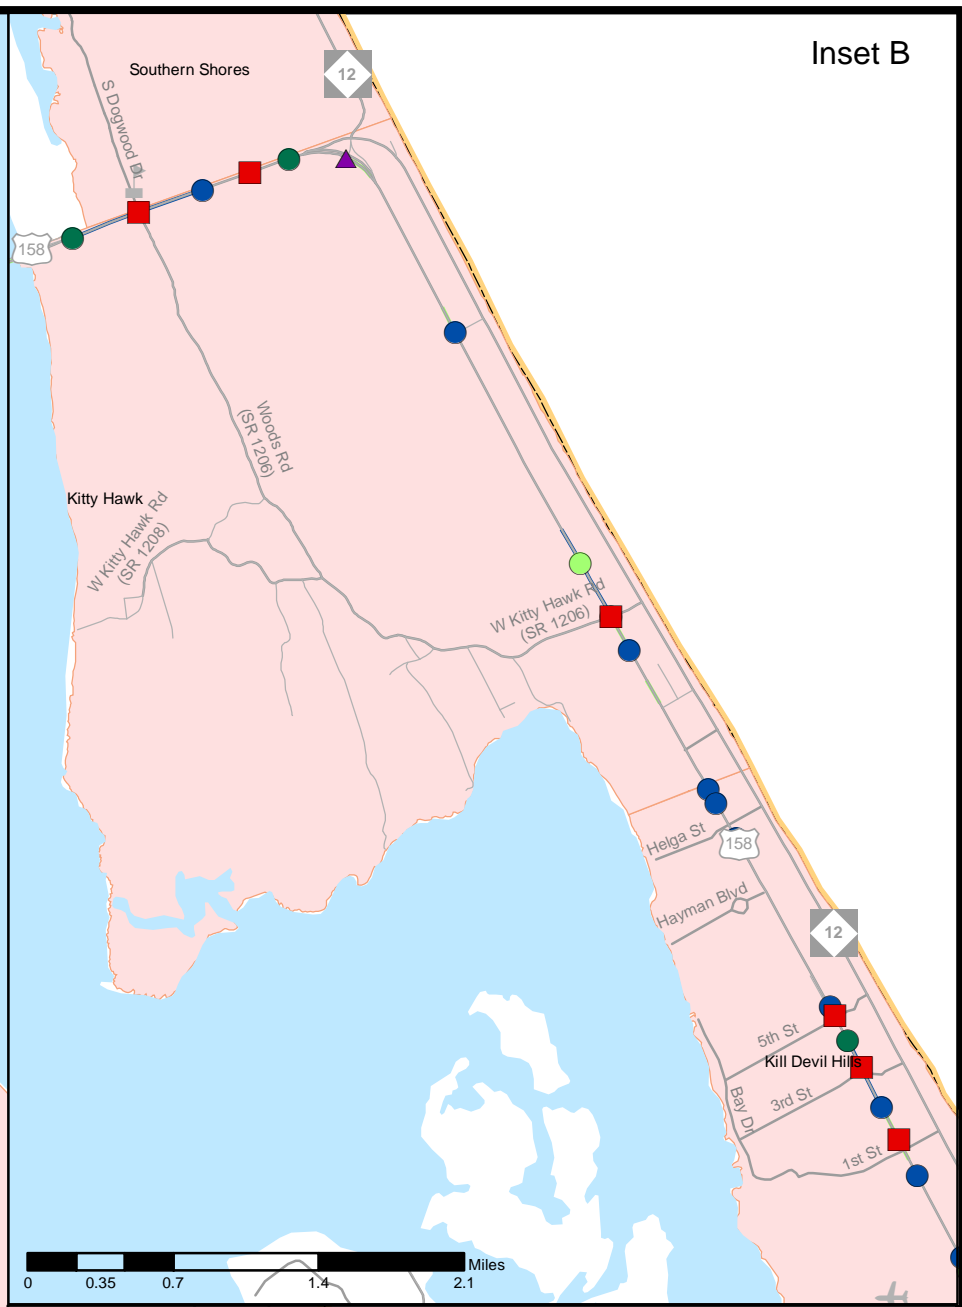 Inset B
Southern Shores
12
S Dogwood Dr
158
Woods Rd
(SR 1206)
Kitty Hawk
W Kitty Hawk Rd
(SR 1208)
W Kitty Hawk Rd
(SR 1206)
Helga St
158
Hayman Blvd
12
5th St
Kill Devil Hills
3rd St
Bay Dr
1st St
Miles
0 0.35 0.7 1.4 2.1